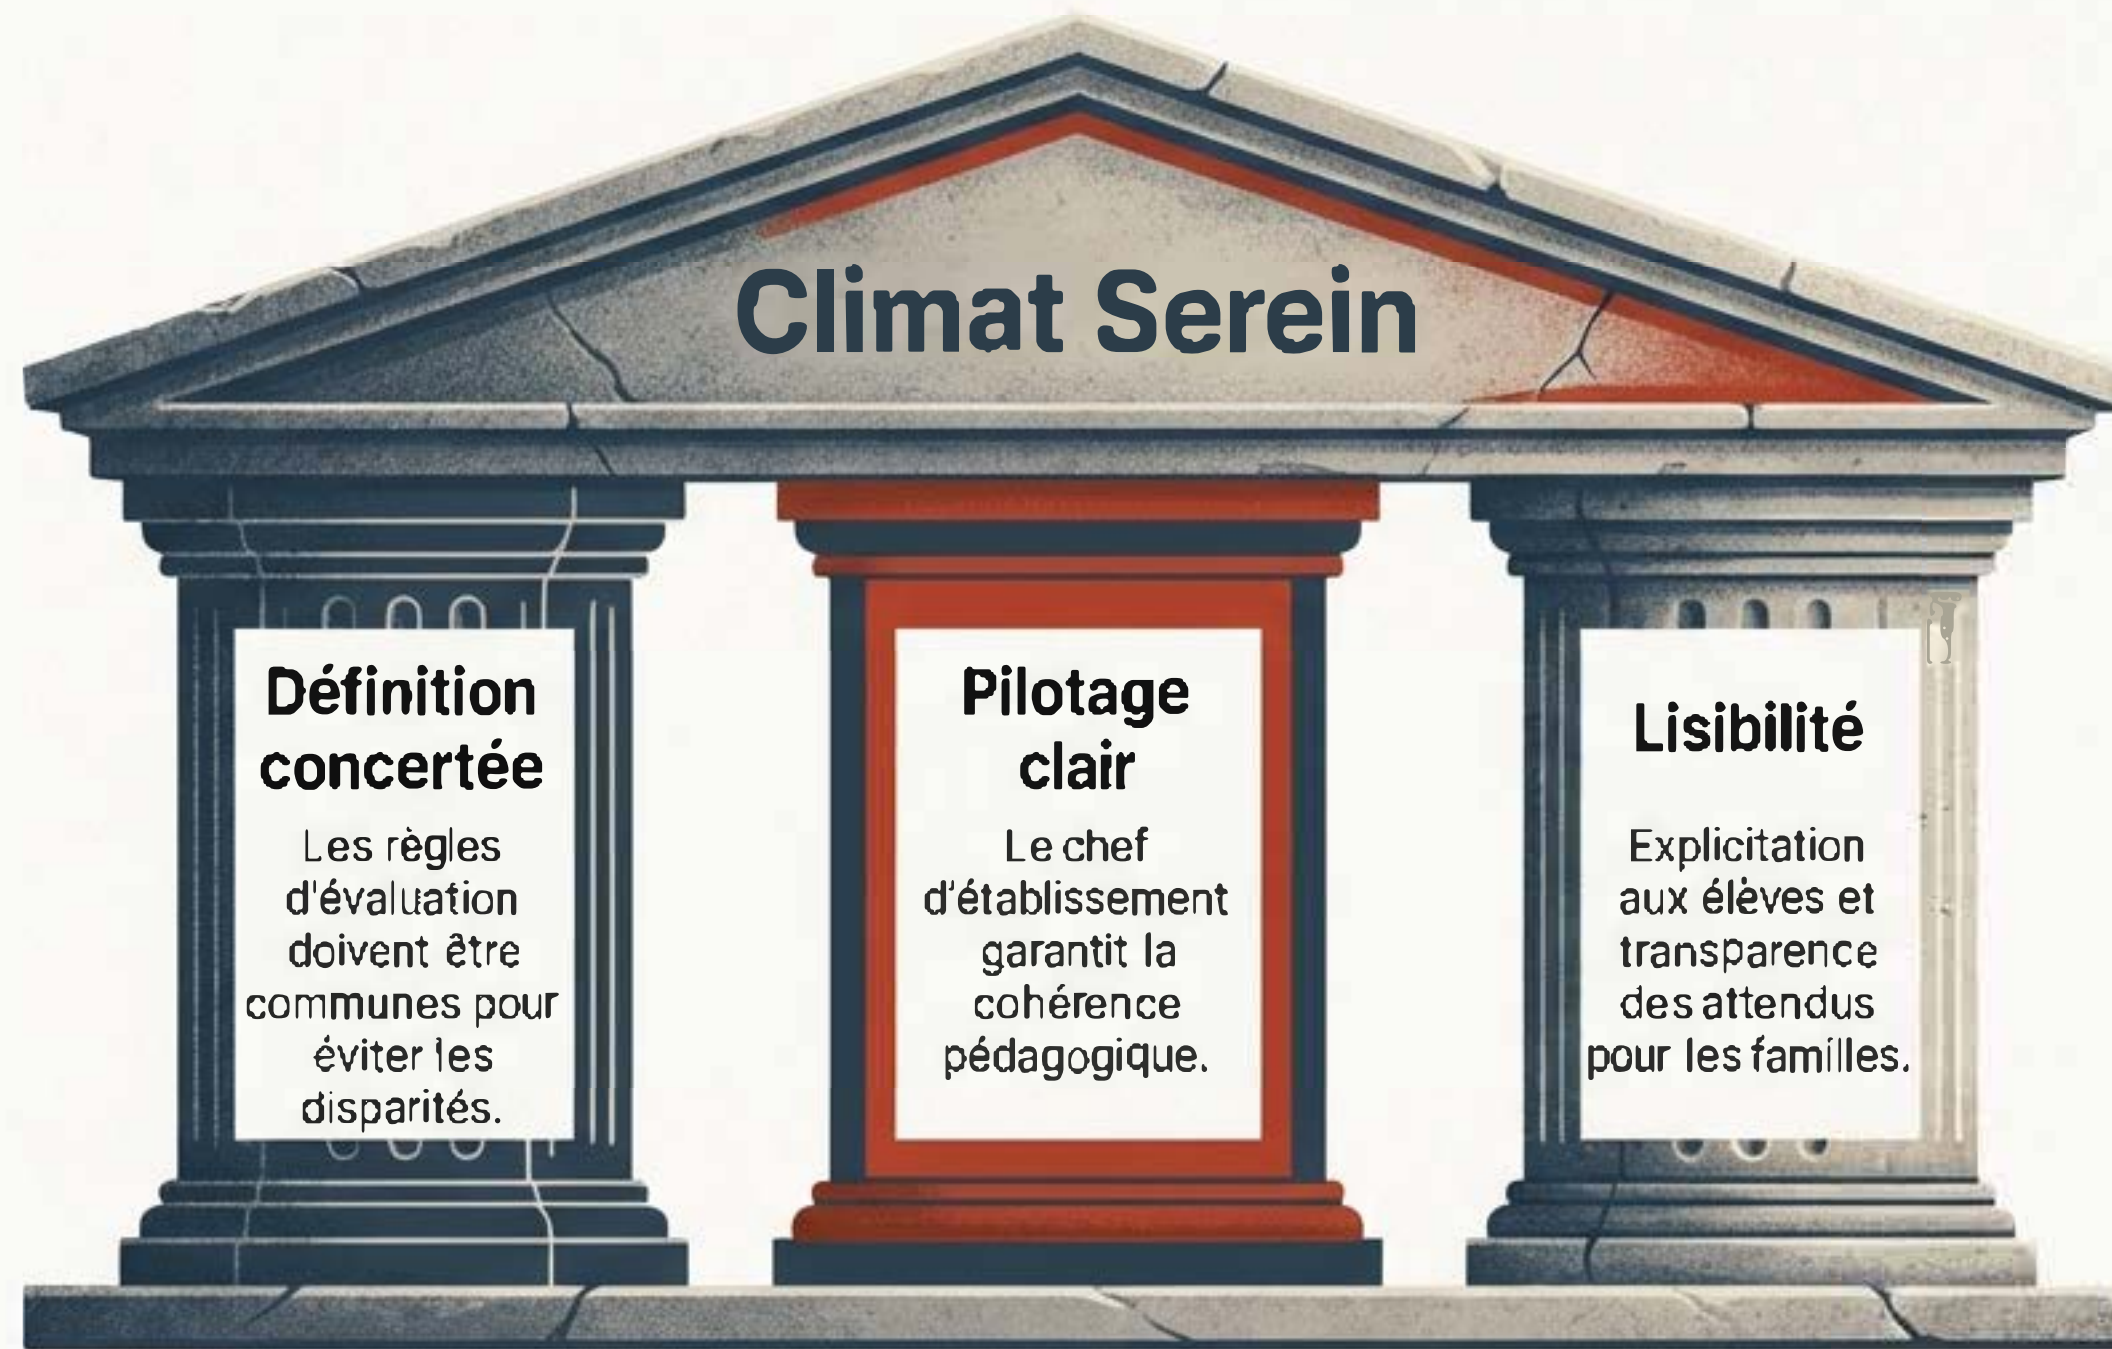 Climat Serein
Définition
concertée
Les règles
d'évaluation
doivent être
communes pour
éviter les
disparités.
Pilotage
clair
Le chef
d'établissement
garantit la
cohérence
pédagogique.
Lisibilité
Explicitation
aux élèves et
transparence
des attendus
pour les familles.